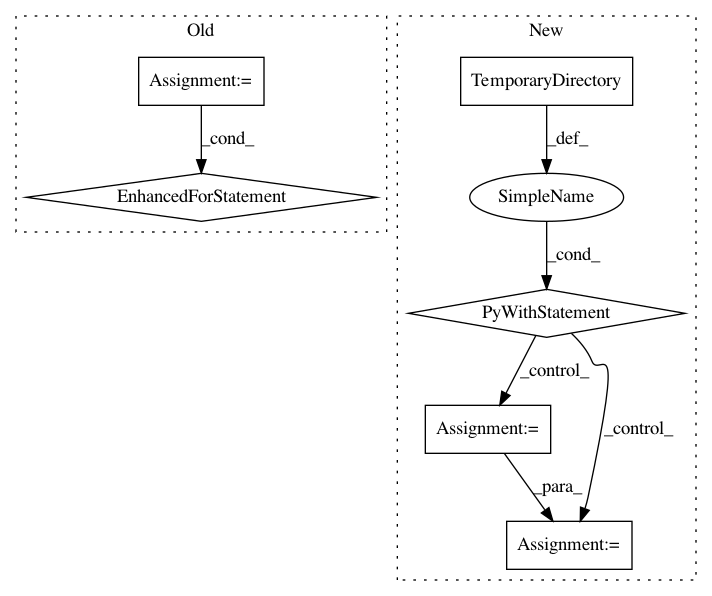 Old
New
Assignment:=
TemporaryDirectory
_cond_
_def_
EnhancedForStatement
SimpleName
_cond_
PyWithStatement
_control_
_control_
Assignment:=
_para_
Assignment:=